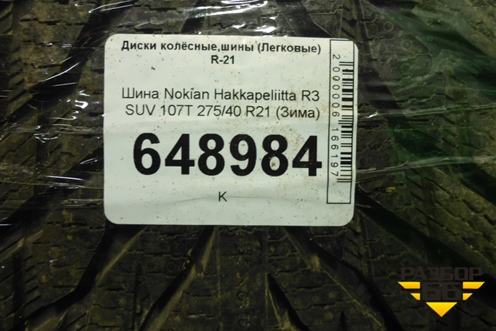 Диски колёсные,шины (Легковые)
R-21
Шина Nokian Hakkapeliitta R3
SUV 107T 275/40 R21 (Зима)
648984
K
2000006166197
РАЗБОР